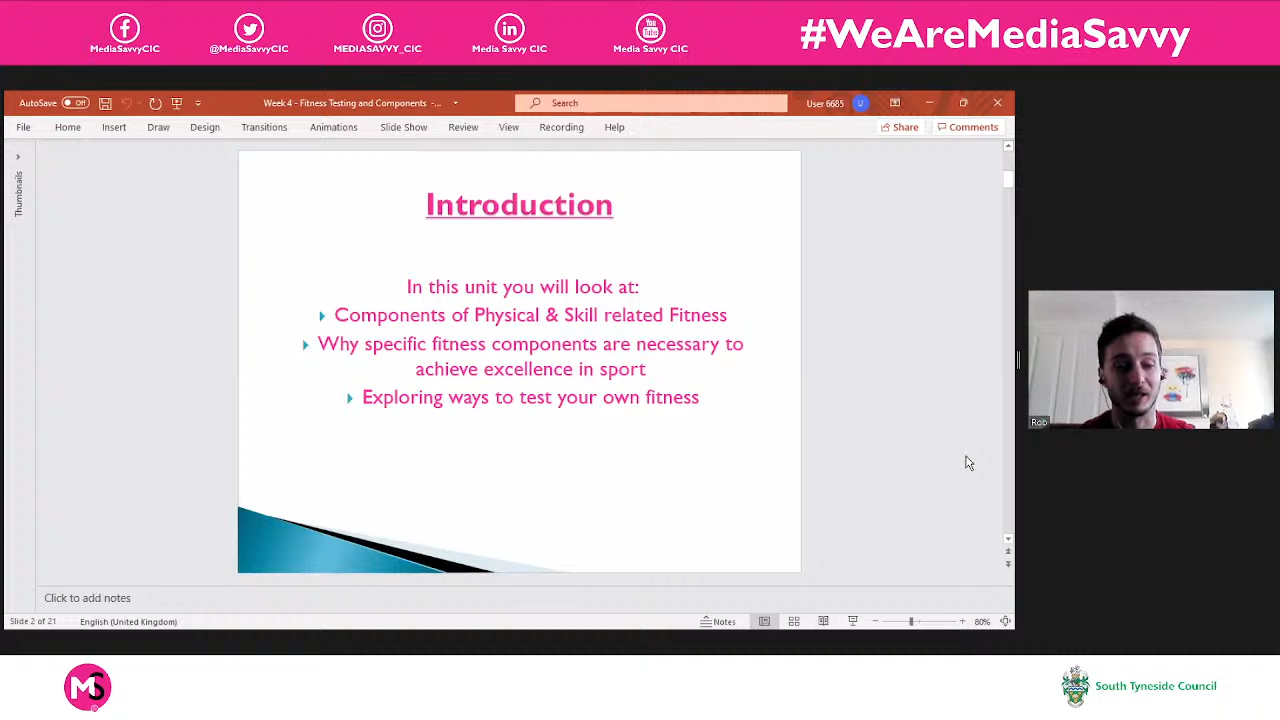 MediaSavvyCIC
@MediaSavvyCIC
MEDIASAVVY_CIC
Media Savvy CIC
You Tube
Media Savvy CIC
#WeAreMediaSavvy
AutoSave Off
Week 4 - Fitness Testing and Components -...
Search
User 6685
U
File Home Insert Draw Design Transitions Animations Slide Show Review View Recording Help
Share
Comments
Thumbnails
Introduction
In this unit you will look at:
Components of Physical & Skill related Fitness
Why specific fitness components are necessary to
achieve excellence in sport
Exploring ways to test your own fitness
Rob
Click to add notes
Slide 2 of 21
English (United Kingdom)
Notes
80%
MS
South Tyneside Council